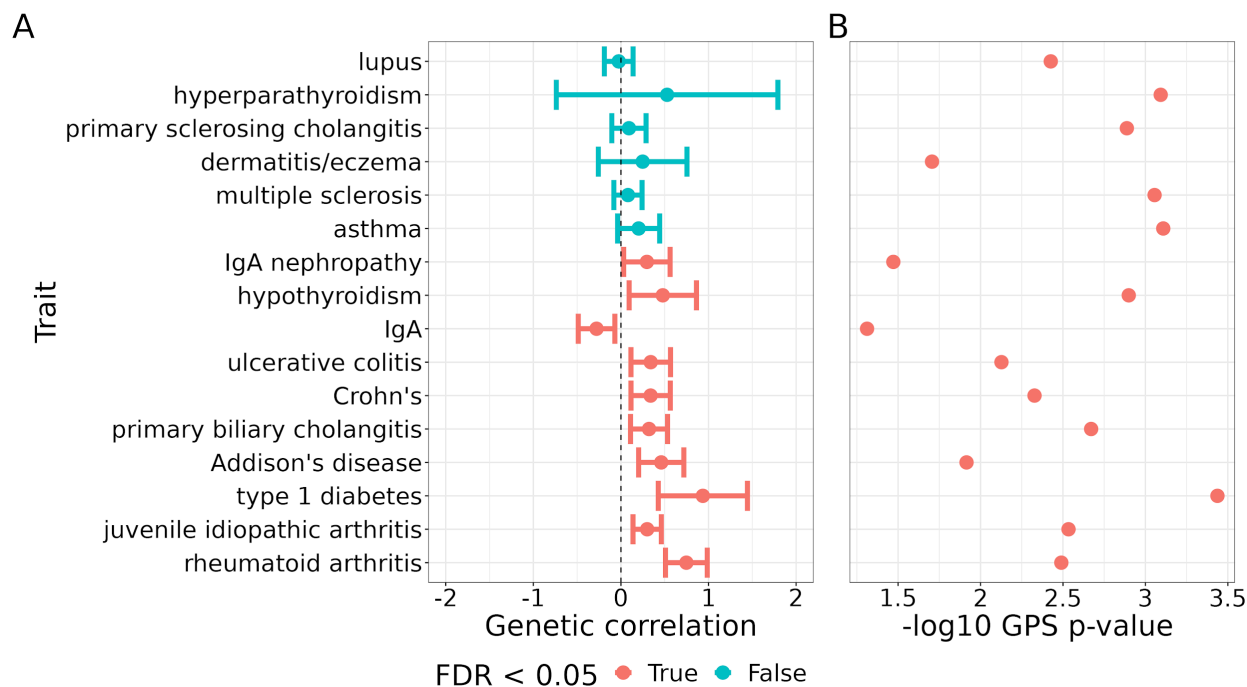 A
B
Trait
lupus
hyperparathyroidism
primary sclerosing cholangitis
dermatitis/eczema
multiple sclerosis
asthma
IgA nephropathy
hypothyroidism
IgA
ulcerative colitis
Crohn's
primary biliary cholangitis
Addison's disease
type 1 diabetes
juvenile idiopathic arthritis
rheumatoid arthritis
-2 -1 0 1 2
Genetic correlation
1.5 2 2.5 3 3.5
-log10 GPS p-value
FDR < 0.05 True False